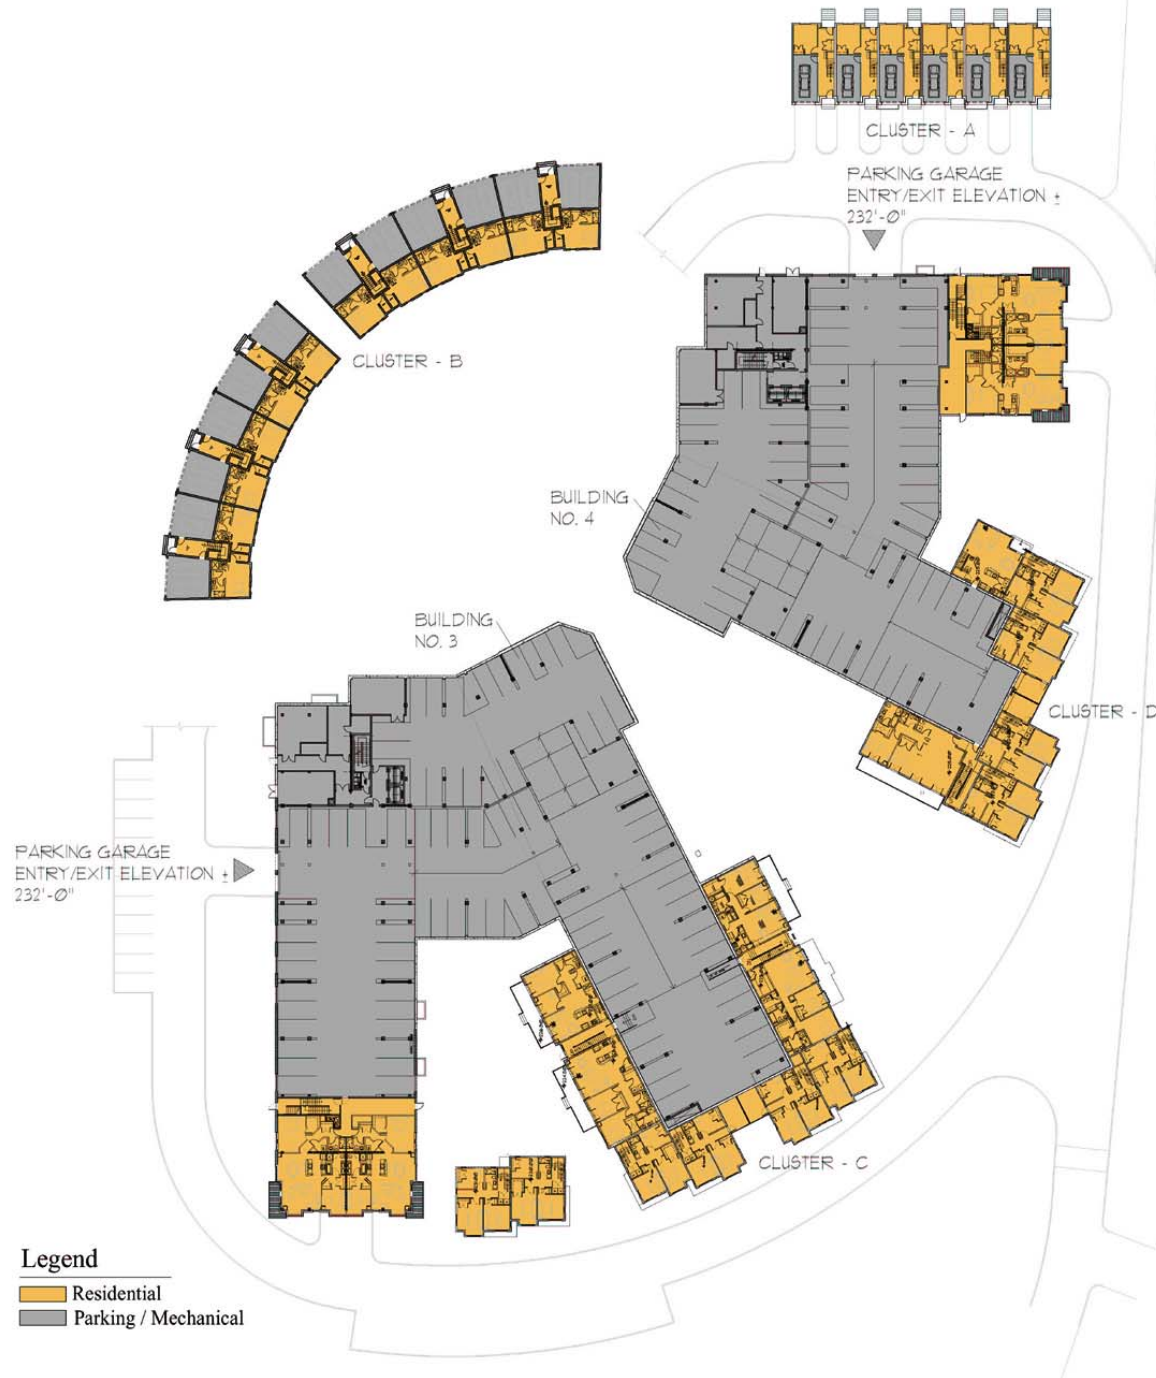 CLUSTER - A
PARKING GARAGE
ENTRY/EXIT ELEVATION ±
232'-0"
CLUSTER - B
BUILDING
NO. 4
BUILDING
NO. 3
CLUSTER - D
PARKING GARAGE
ENTRY/EXIT ELEVATION ±
232'-0"
CLUSTER - C
Legend
Residential
Parking / Mechanical